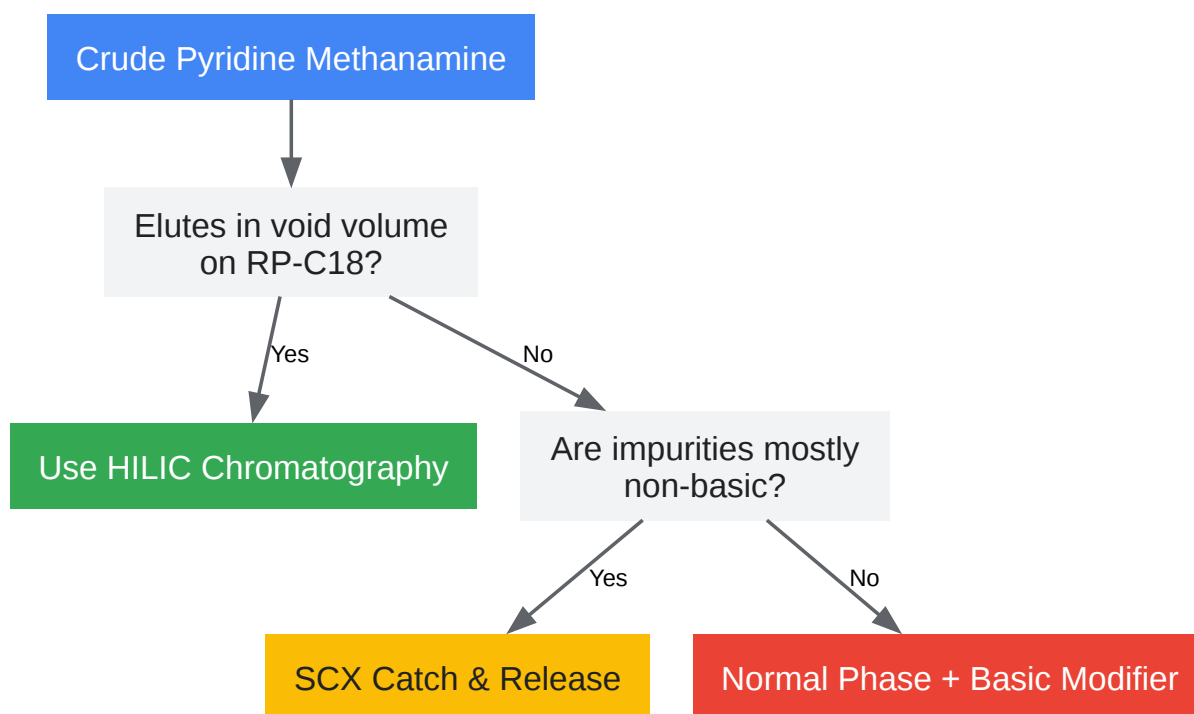 Crude Pyridine Methanamine
Elutes in void volume
on RP-C18?
Yes
No
Use HILIC Chromatography
Are impurities mostly
non-basic?
Yes
No
SCX Catch & Release
Normal Phase + Basic Modifier